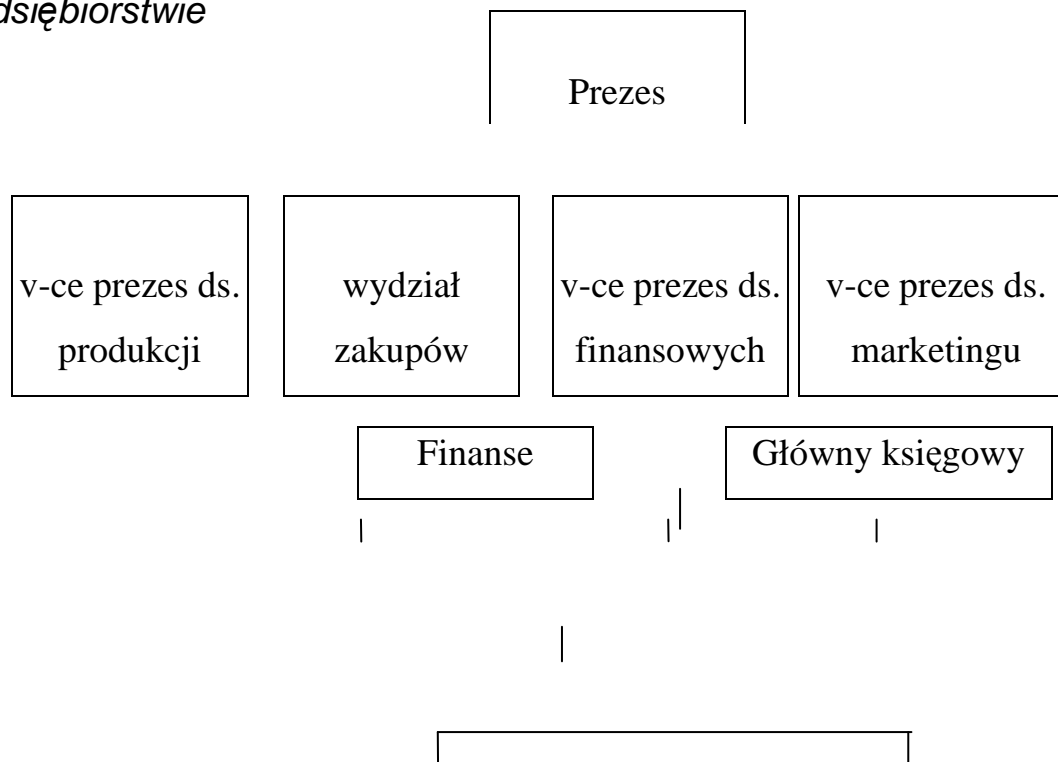 dsiębiorstwie
Prezes
v-ce prezes ds.
produkcji
wydział
zakupów
v-ce prezes ds.
finansowych
v-ce prezes ds.
marketingu
Finanse
Główny księgowy